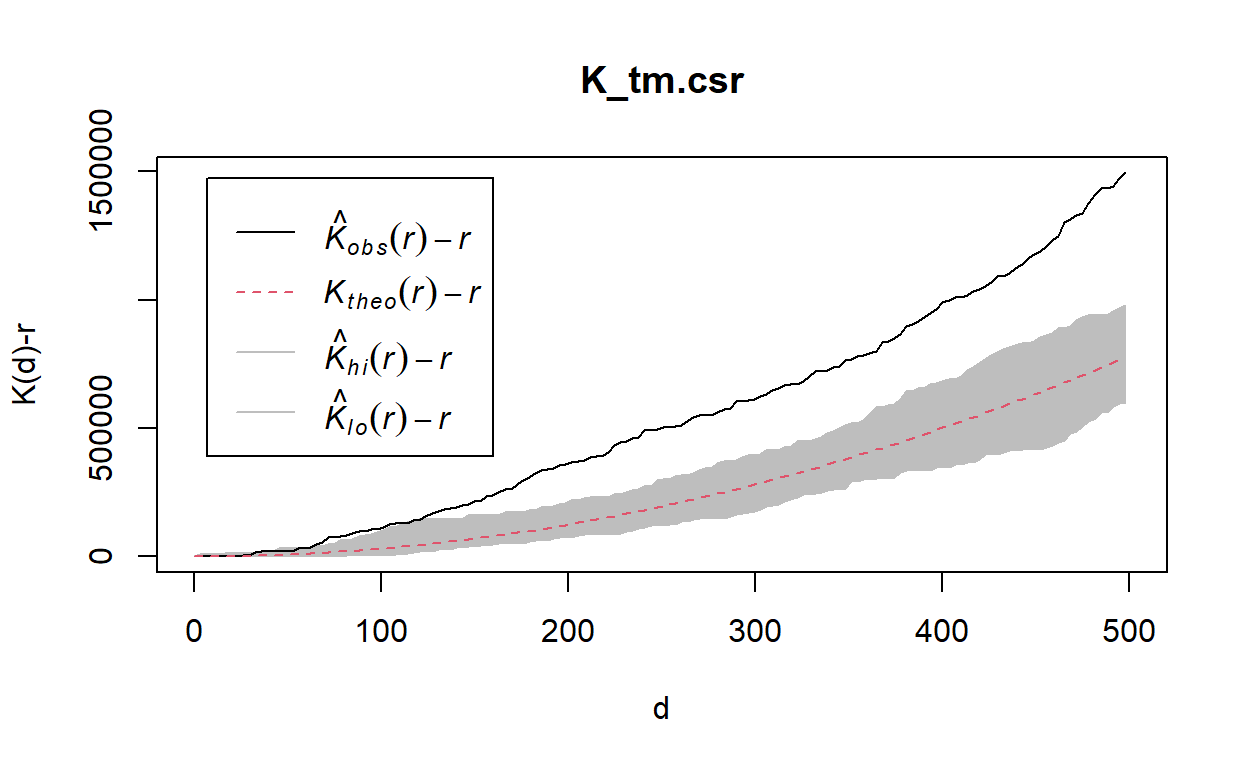 K_tm.csr
K(d)-r
1500000
500000
0
K̂obs(r) − r
Ktheo(r) − r
K̂hi(r) − r
K̂lo(r) − r
0 100 200 300 400 500
d